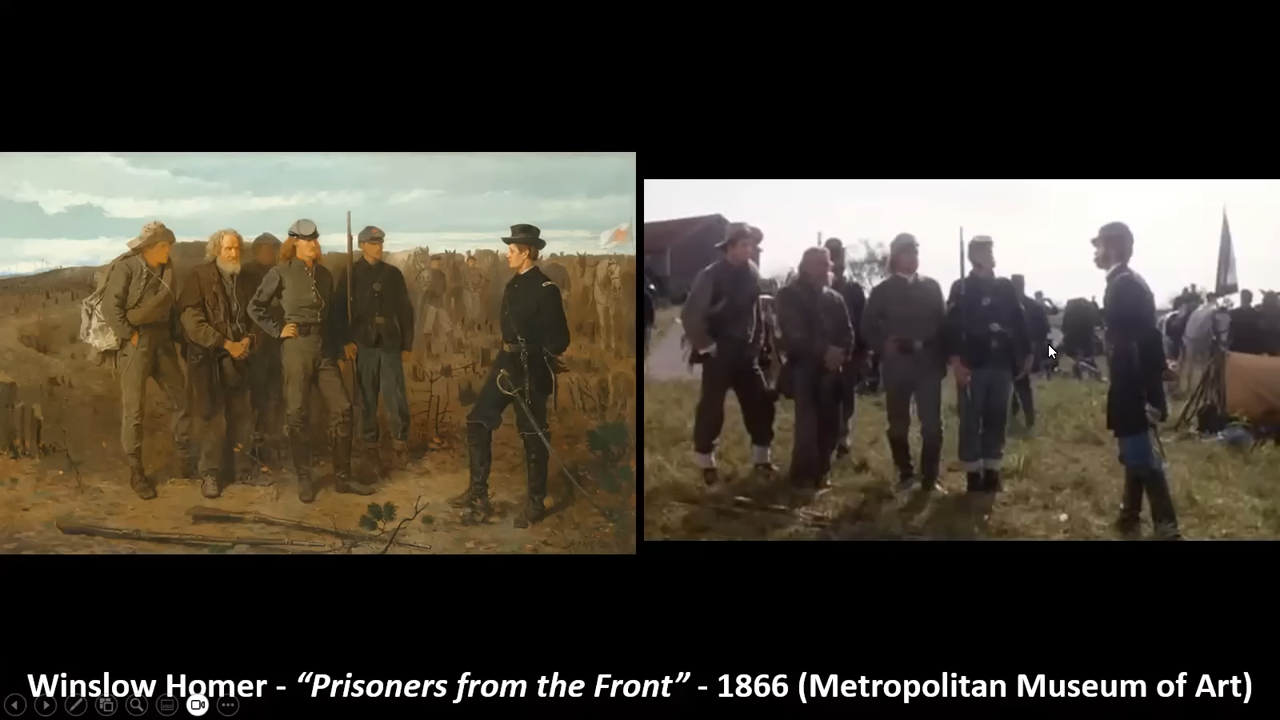 Winslow Homer - “Prisoners from the Front” - 1866 (Metropolitan Museum of Art)